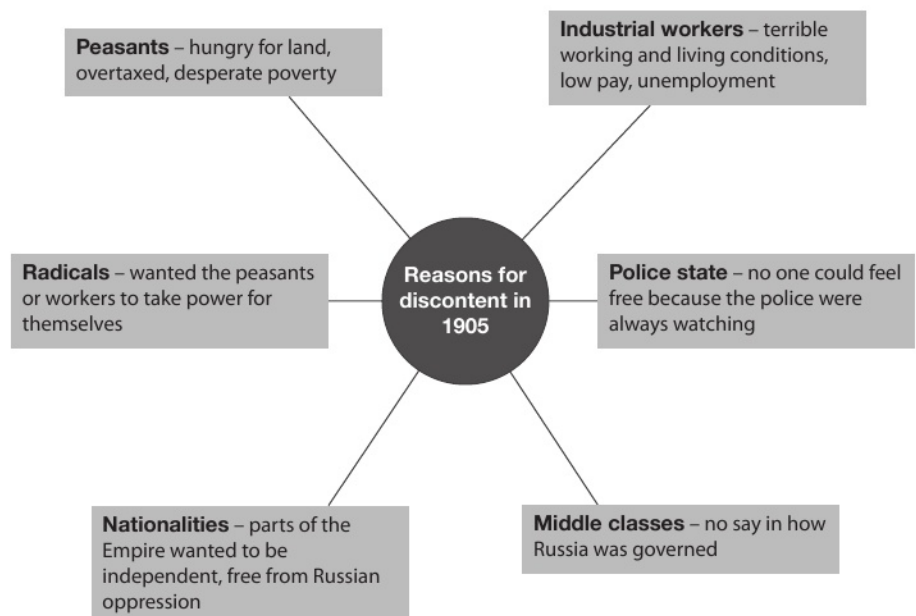 Peasants – hungry for land,
overtaxed, desperate poverty
Industrial workers – terrible
working and living conditions,
low pay, unemployment
Radicals – wanted the peasants
or workers to take power for
themselves
Reasons for
discontent in
1905
Police state – no one could feel
free because the police were
always watching
Nationalities – parts of the
Empire wanted to be
independent, free from Russian
oppression
Middle classes – no say in how
Russia was governed